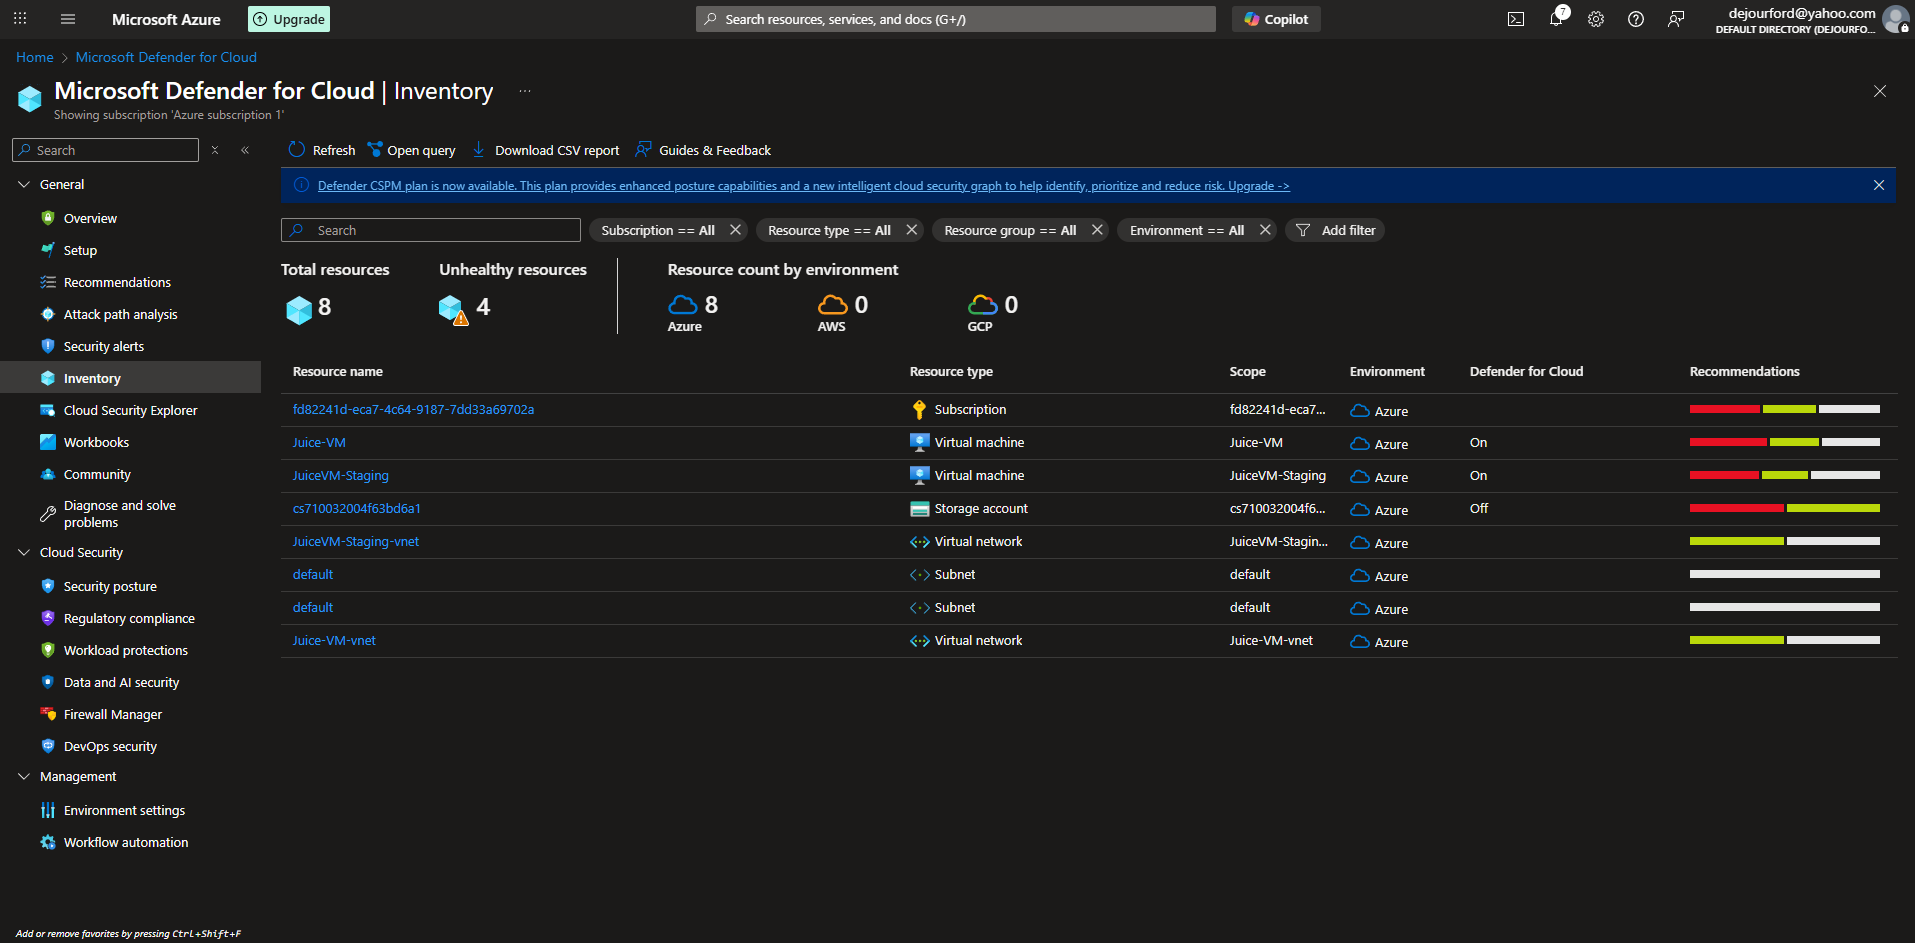 Microsoft Azure
Upgrade
Search resources, services, and docs (G+/)
Copilot
7
dejourford@yahoo.com
DEFAULT DIRECTORY (DEJOURFO...
Home > Microsoft Defender for Cloud
Microsoft Defender for Cloud | Inventory ...
Showing subscription 'Azure subscription 1'
Search
General
Overview
Setup
Recommendations
Attack path analysis
Security alerts
Inventory
Cloud Security Explorer
Workbooks
Community
Diagnose and solve
problems
Cloud Security
Security posture
Regulatory compliance
Workload protections
Data and AI security
Firewall Manager
DevOps security
Management
Environment settings
Workflow automation
Add or remove favorites by pressing Ctrl+Shift+F
Refresh Open query Download CSV report Guides & Feedback
Defender CSPM plan is now available. This plan provides enhanced posture capabilities and a new intelligent cloud security graph to help identify, prioritize and reduce risk. Upgrade ->
Search Subscription == All Resource type == All Resource group == All Environment == All Add filter
Total resources Unhealthy resources Resource count by environment
8 4 8 0 0
Azure AWS GCP
Resource name Resource type Scope Environment Defender for Cloud Recommendations
fd82241d-eca7-4c64-9187-7dd33a69702a Subscription fd82241d-eca7... Azure
Juice-VM Virtual machine Juice-VM Azure On
JuiceVM-Staging Virtual machine JuiceVM-Staging Azure On
cs710032004f63bd6a1 Storage account cs710032004f6... Azure Off
JuiceVM-Staging-vnet Virtual network JuiceVM-Stagin... Azure
default Subnet default Azure
default Subnet default Azure
Juice-VM-vnet Virtual network Juice-VM-vnet Azure